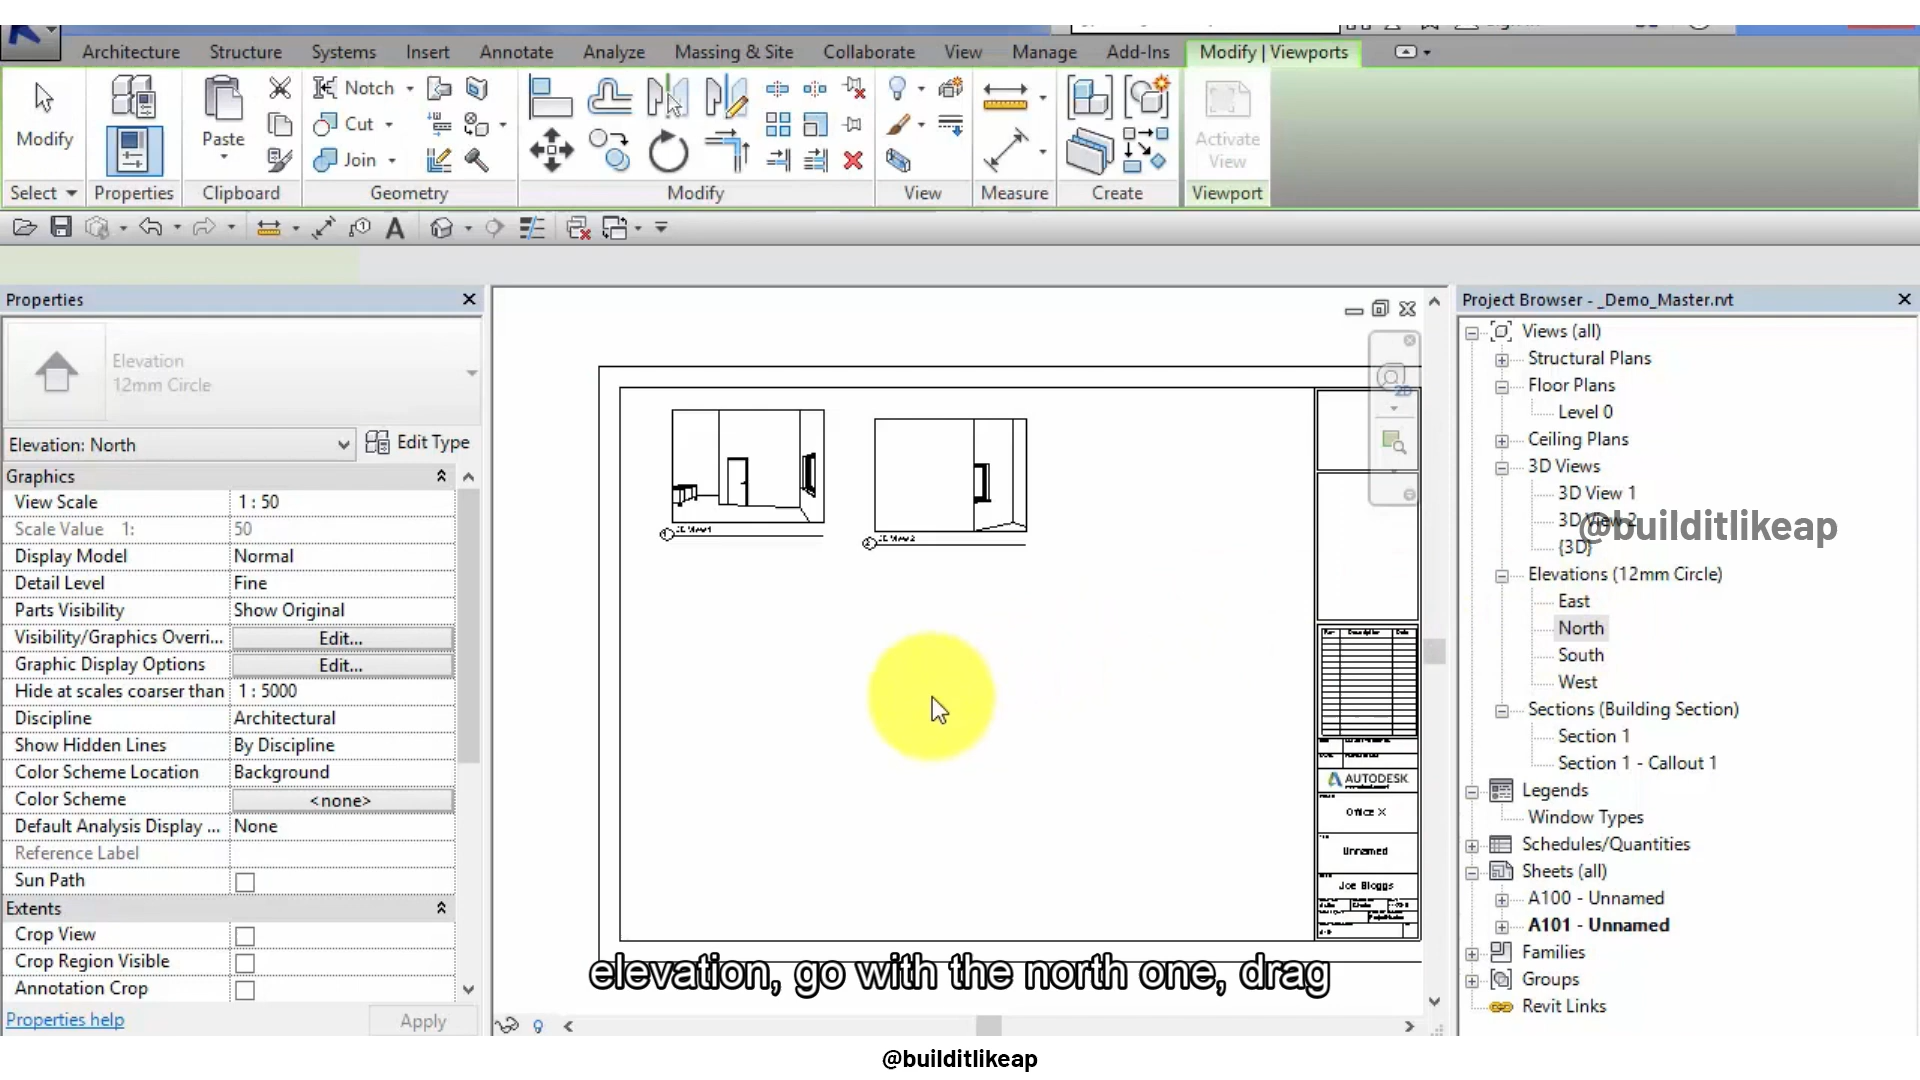 Architecture Structure Systems Insert Annotate Analyze Massing & Site Collaborate View Manage Add-Ins Modify | Viewports
Modify
Paste
Notch
Cut
Join
Activate
View
Select Properties Clipboard Geometry Modify View Measure Create Viewport
A
Properties
Elevation
12mm Circle
Elevation: North Edit Type
Graphics
View Scale 1 : 50
Scale Value 1: 50
Display Model Normal
Detail Level Fine
Parts Visibility Show Original
Visibility/Graphics Overri... Edit...
Graphic Display Options Edit...
Hide at scales coarser than 1 : 5000
Discipline Architectural
Show Hidden Lines By Discipline
Color Scheme Location Background
Color Scheme <none>
Default Analysis Display ... None
Reference Label
Sun Path
Extents
Crop View
Crop Region Visible
Annotation Crop
Properties help Apply
2D
AUTODESK
Office X
Unnamed
Joe Bloggs
elevation, go with the north one, drag
Project Browser - _Demo_Master.rvt
Views (all)
Structural Plans
Floor Plans
Level 0
Ceiling Plans
3D Views
3D View 1
3D View 2
@builditlikeap
{3D}
Elevations (12mm Circle)
East
North
South
West
Sections (Building Section)
Section 1
Section 1 - Callout 1
Legends
Window Types
Schedules/Quantities
Sheets (all)
A100 - Unnamed
A101 - Unnamed
Families
Groups
Revit Links
@builditlikeap